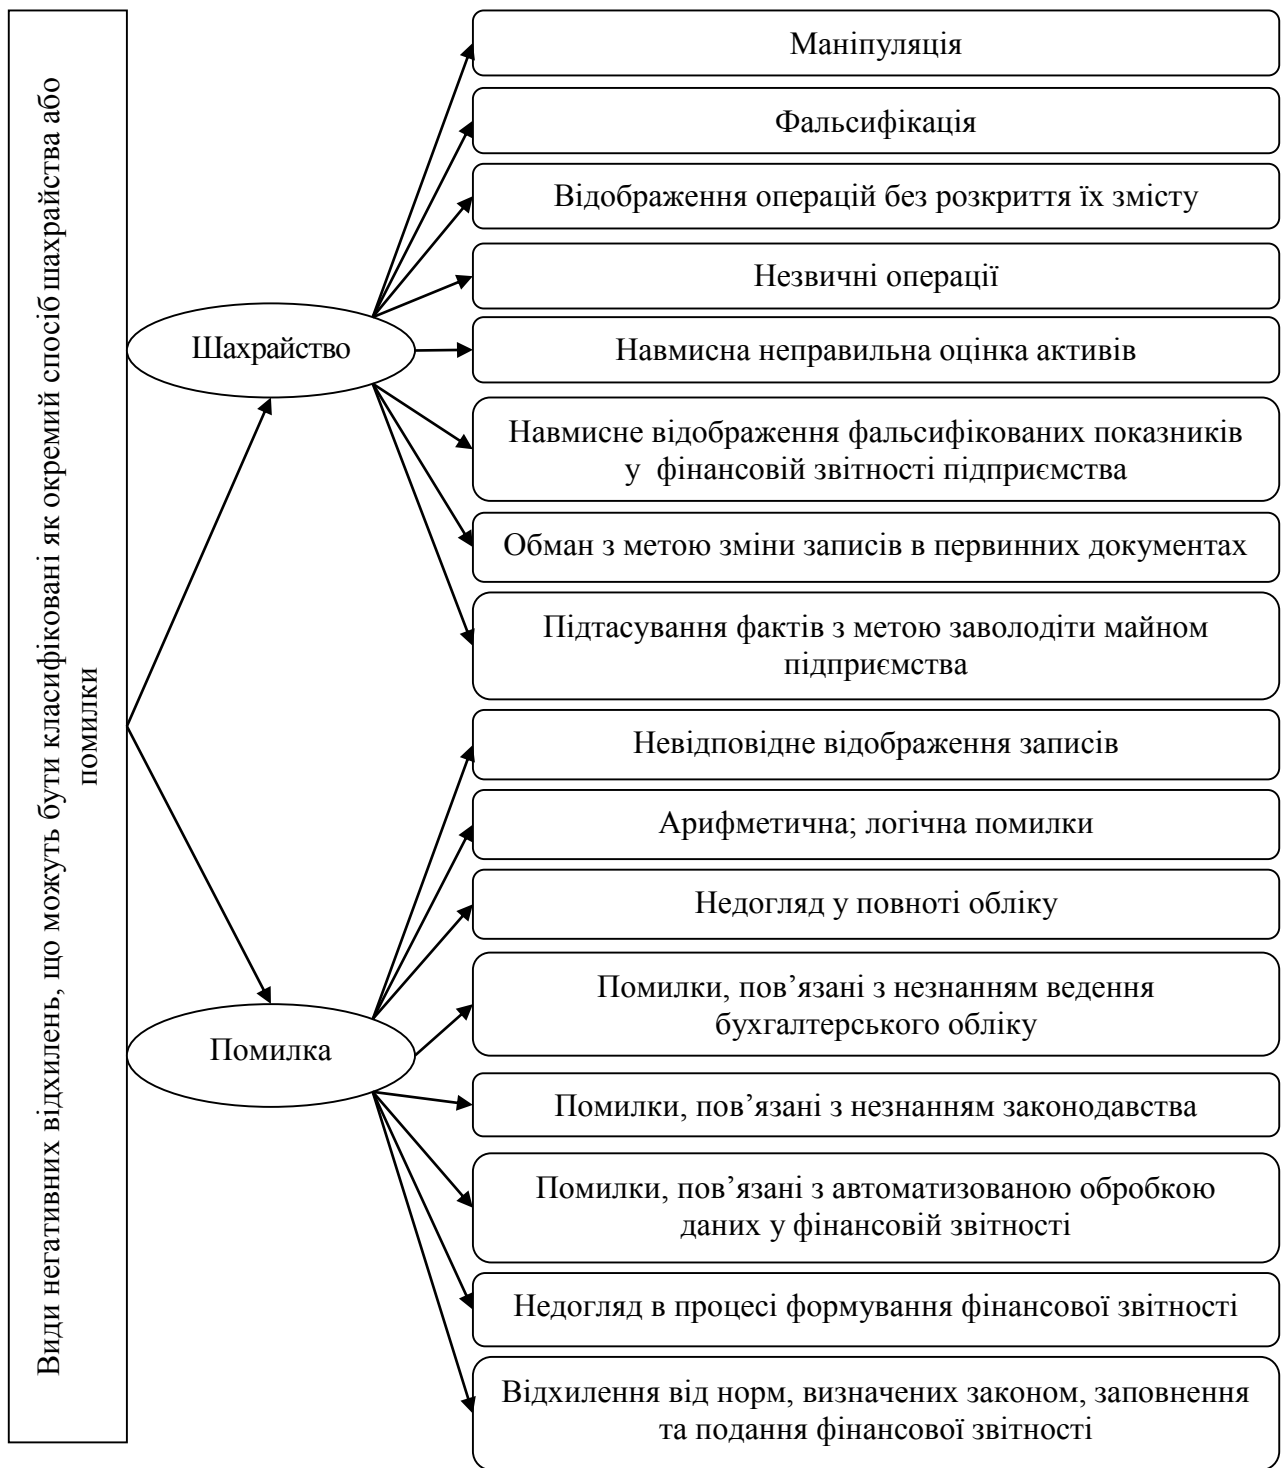 Види негативних відхилень, що можуть бути класифіковані як окремий спосіб шахрайства або
помилки
Шахрайство
Маніпуляція
Фальсифікація
Відображення операцій без розкриття їх змісту
Незвичні операції
Навмисна неправильна оцінка активів
Навмисне відображення фальсифікованих показників
у фінансовій звітності підприємства
Обман з метою зміни записів в первинних документах
Підтасування фактів з метою заволодіти майном
підприємства
Помилка
Невідповідне відображення записів
Арифметична; логічна помилки
Недогляд у повноті обліку
Помилки, пов’язані з незнанням ведення
бухгалтерського обліку
Помилки, пов’язані з незнанням законодавства
Помилки, пов’язані з автоматизованою обробкою
даних у фінансовій звітності
Недогляд в процесі формування фінансової звітності
Відхилення від норм, визначених законом, заповнення
та подання фінансової звітності